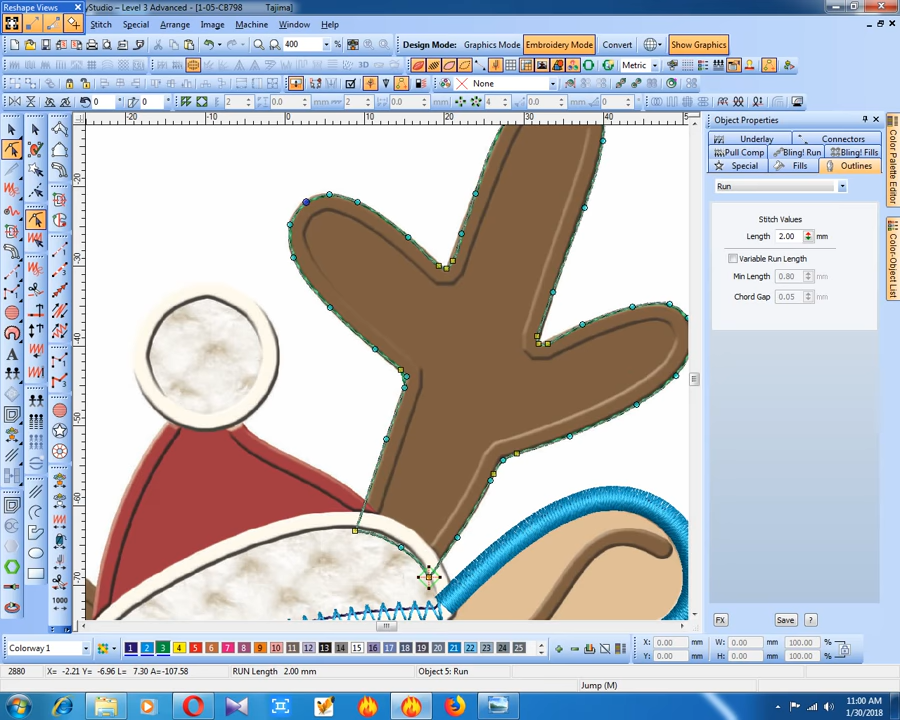 Reshape Views X
yStudio - Level 3 Advanced - [1-05-CB798 Tajima]
Stitch Special Arrange Image Machine Window Help
400 % Design Mode: Graphics Mode Embroidery Mode Convert Show Graphics
Metric
None
0 0 2 0.0 mm 2 0.0 mm 4 0.0 mm 0
-20 -10 0 10 20 30 40 5
Object Properties
Underlay Connectors
Pull Comp Bling! Run Bling! Fills
Special Fills Outlines
Run
Stitch Values
Length 2.00 mm
Variable Run Length
Min Length 0.80 mm
Chord Gap 0.05 mm
Color Palette Editor
Color-Object List
-20
-30
-40
-50
-60
-70
A
1000
FX Save ?
Colorway 1 1 2 3 4 5 6 7 8 9 10 11 12 13 14 15 16 17 18 19 20 21 22 23 24 25
X: 0.00 mm W: 0.00 mm 100.00 %
Y: 0.00 mm H: 0.00 mm 100.00 %
2880 X= -2.21 Y= -6.96 L= 7.30 A=-107.58 RUN Length 2.00 mm Object 5: Run
Jump (M)
11:00 AM
1/30/2018